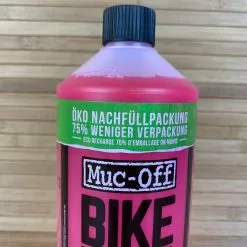 ÖKO NACHFÜLLPACKUNG
75% WENIGER VERPACKUNG
ÉCO RECHARGE 75% D'EMBALLAGE EN MOINS
Muc-Off
BIKE